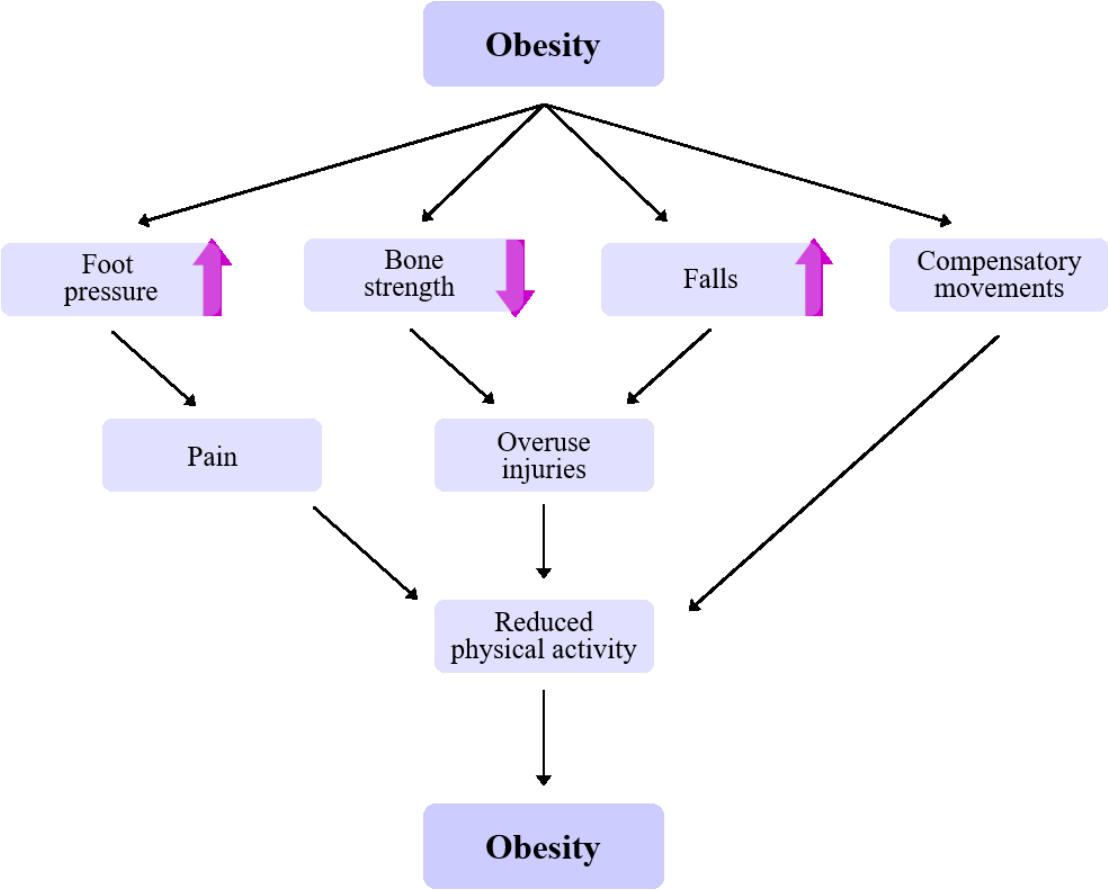 Obesity
Foot
pressure
Bone
strength
Falls
Compensatory
movements
Pain
Overuse
injuries
Reduced
physical activity
Obesity